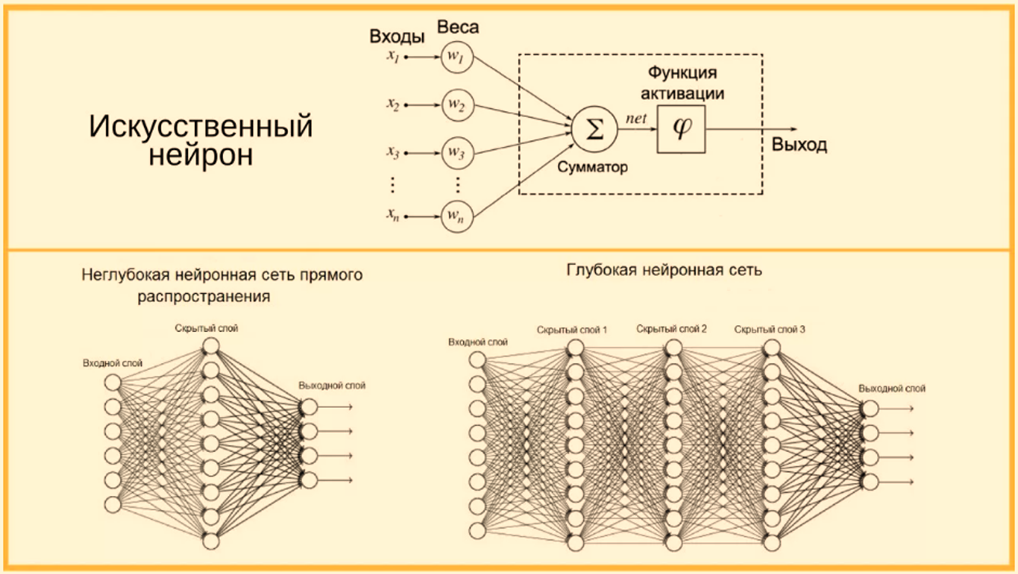 Искусственный
нейрон
Входы
Веса
x1
w1
x2
w2
x3
w3
⋮
⋮
xn
wn
Σ
Сумматор
net
Функция
активации
φ
Выход
Неглубокая нейронная сеть прямого
распространения
Входной слой
Скрытый слой
Выходной слой
Глубокая нейронная сеть
Входной слой
Скрытый слой 1
Скрытый слой 2
Скрытый слой 3
Выходной слой